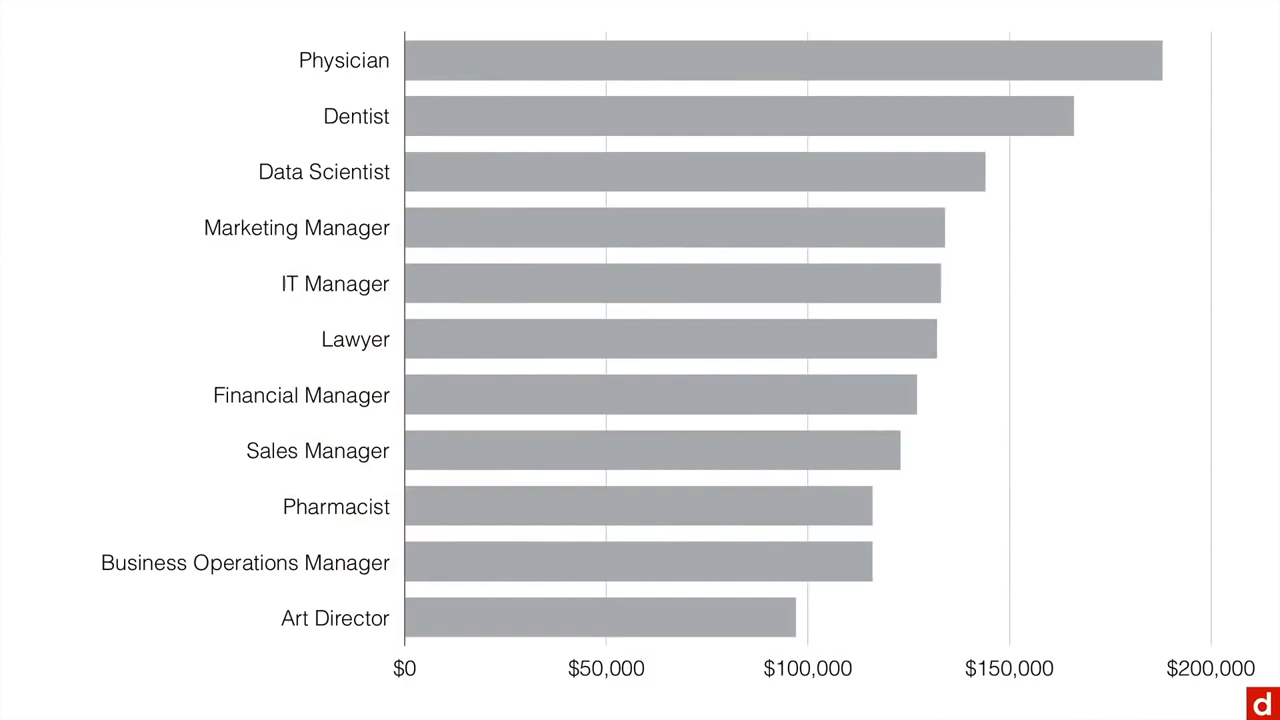 Physician
Dentist
Data Scientist
Marketing Manager
IT Manager
Lawyer
Financial Manager
Sales Manager
Pharmacist
Business Operations Manager
Art Director
$0 $50,000 $100,000 $150,000 $200,000
d